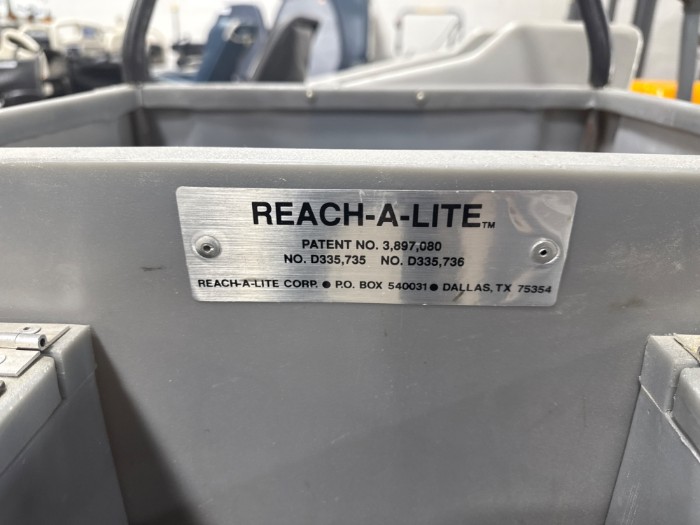 REACH-A-LITE™
PATENT NO. 3,897,080
NO. D335,735 NO. D335,736
REACH-A-LITE CORP. ● P.O. BOX 540031 ● DALLAS, TX 75354